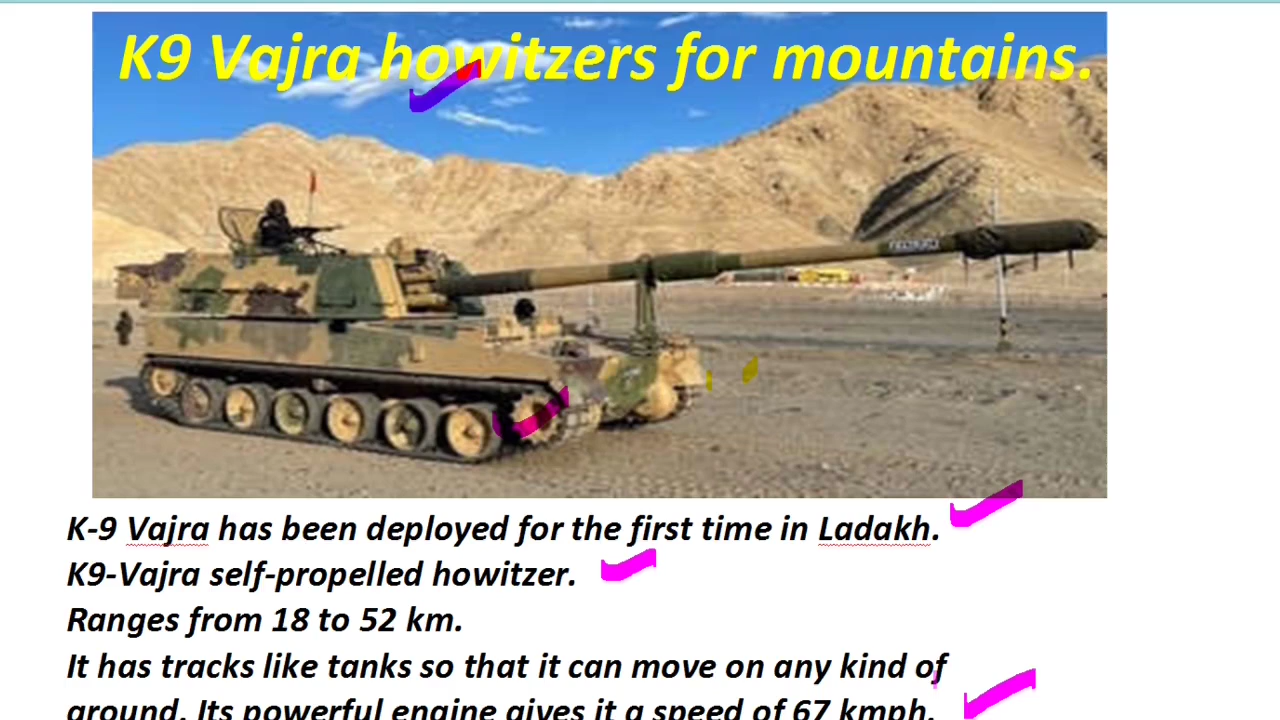 K9 Vajra howitzers for mountains.
K-9 Vajra has been deployed for the first time in Ladakh.
K9-Vajra self-propelled howitzer.
Ranges from 18 to 52 km.
It has tracks like tanks so that it can move on any kind of
ground. Its powerful engine gives it a speed of 67 kmph.